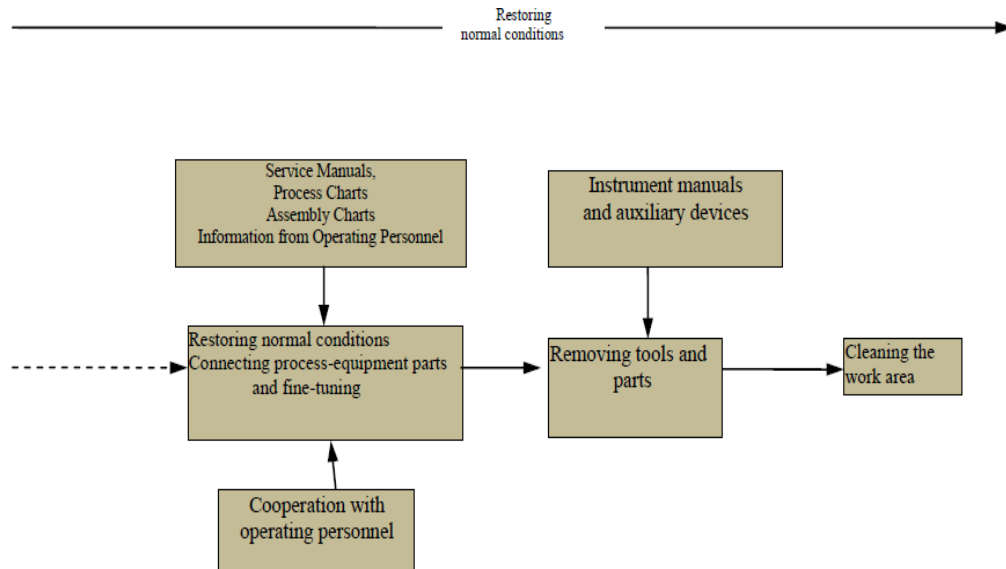 Restoring
normal conditions
Service Manuals,
Process Charts
Assembly Charts
Information from Operating Personnel
Instrument manuals
and auxiliary devices
Restoring normal conditions
Connecting process-equipment parts
and fine-tuning
Removing tools and
parts
Cleaning the
work area
Cooperation with
operating personnel